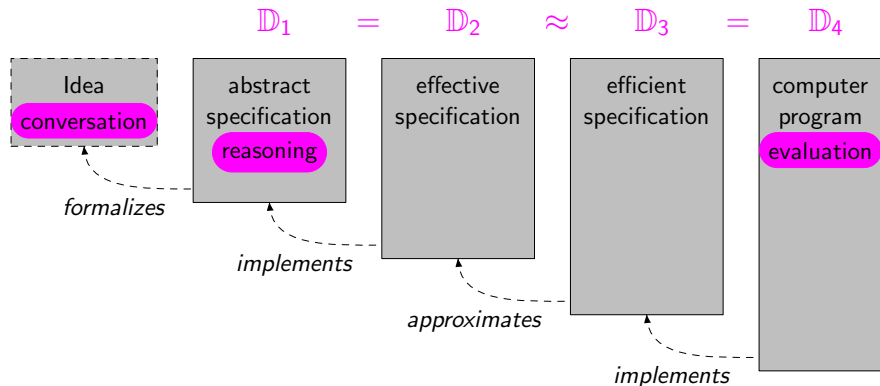 𝔻1 = 𝔻2 ≈ 𝔻3 = 𝔻4
Idea
conversation
abstract
specification
reasoning
effective
specification
efficient
specification
computer
program
evaluation
formalizes
implements
approximates
implements